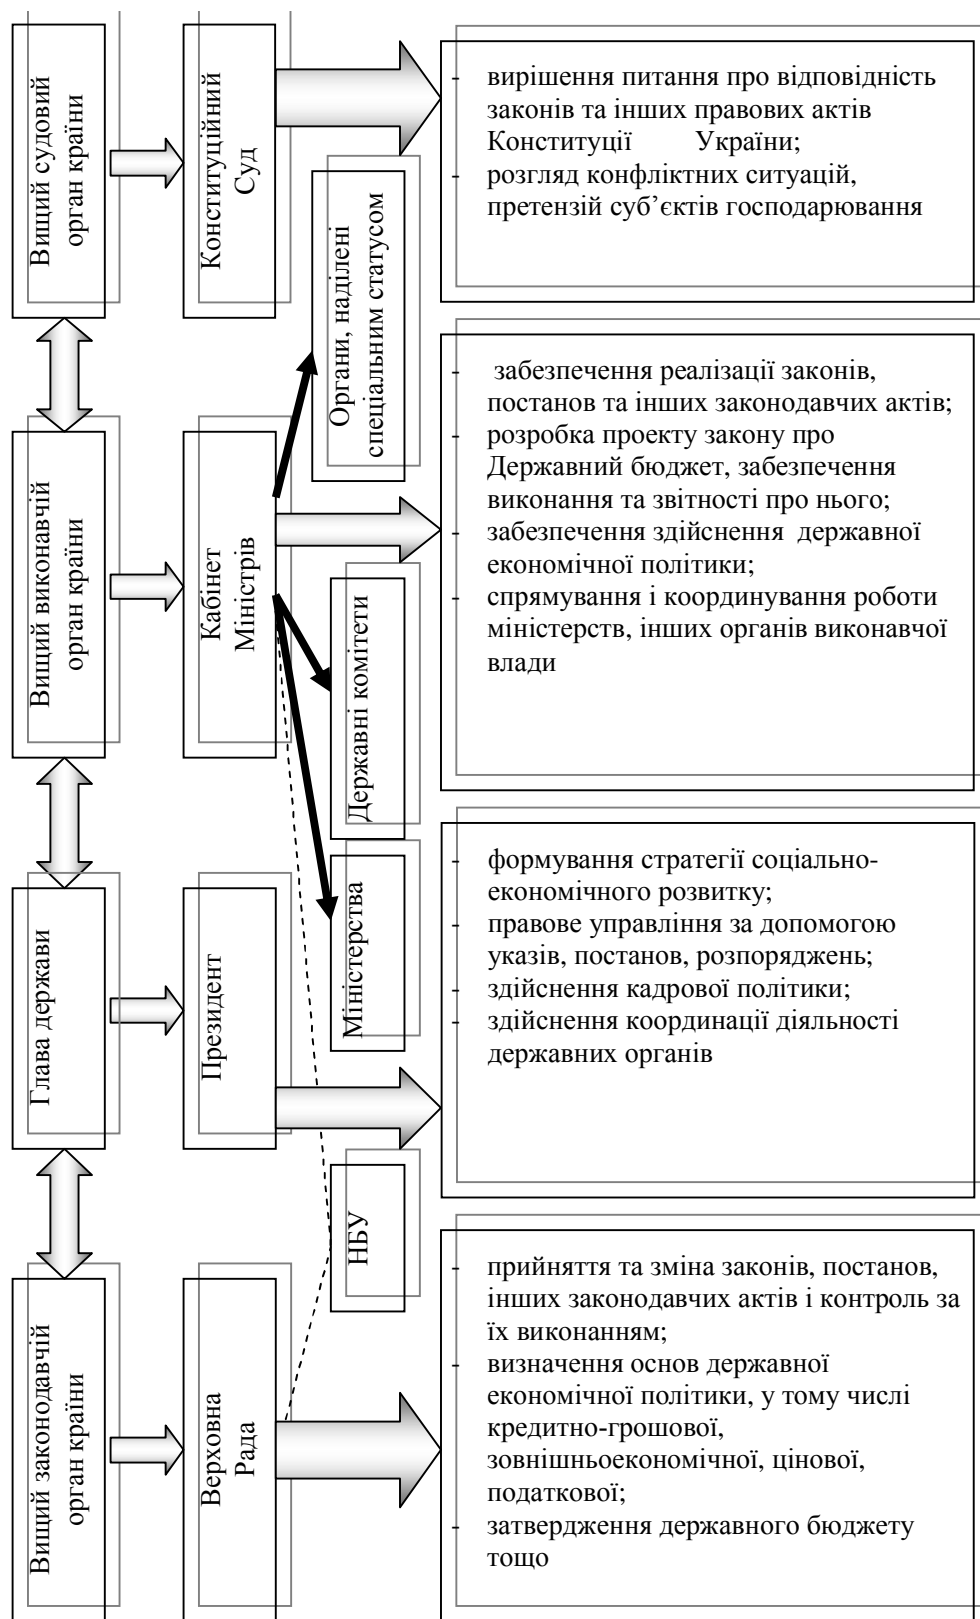 Вищий судовий
орган країни
Конституційний
Суд
- вирішення питання про відповідність
законів та інших правових актів
Конституції України;
- розгляд конфліктних ситуацій,
претензій суб’єктів господарювання
Органи, наділені
спеціальним статусом
Вищий виконавчій
орган країни
Кабінет
Міністрів
- забезпечення реалізації законів,
постанов та інших законодавчих актів;
- розробка проекту закону про
Державний бюджет, забезпечення
виконання та звітності про нього;
- забезпечення здійснення державної
економічної політики;
- спрямування і координування роботи
міністерств, інших органів виконавчої
влади
Державні комітети
Міністерства
Глава держави
Президент
- формування стратегії соціально-
економічного розвитку;
- правове управління за допомогою
указів, постанов, розпоряджень;
- здійснення кадрової політики;
- здійснення координації діяльності
державних органів
НБУ
Вищий законодавчій
орган країни
Верховна
Рада
- прийняття та зміна законів, постанов,
інших законодавчих актів і контроль за
їх виконанням;
- визначення основ державної
економічної політики, у тому числі
кредитно-грошової,
зовнішньоекономічної, цінової,
податкової;
- затвердження державного бюджету
тощо